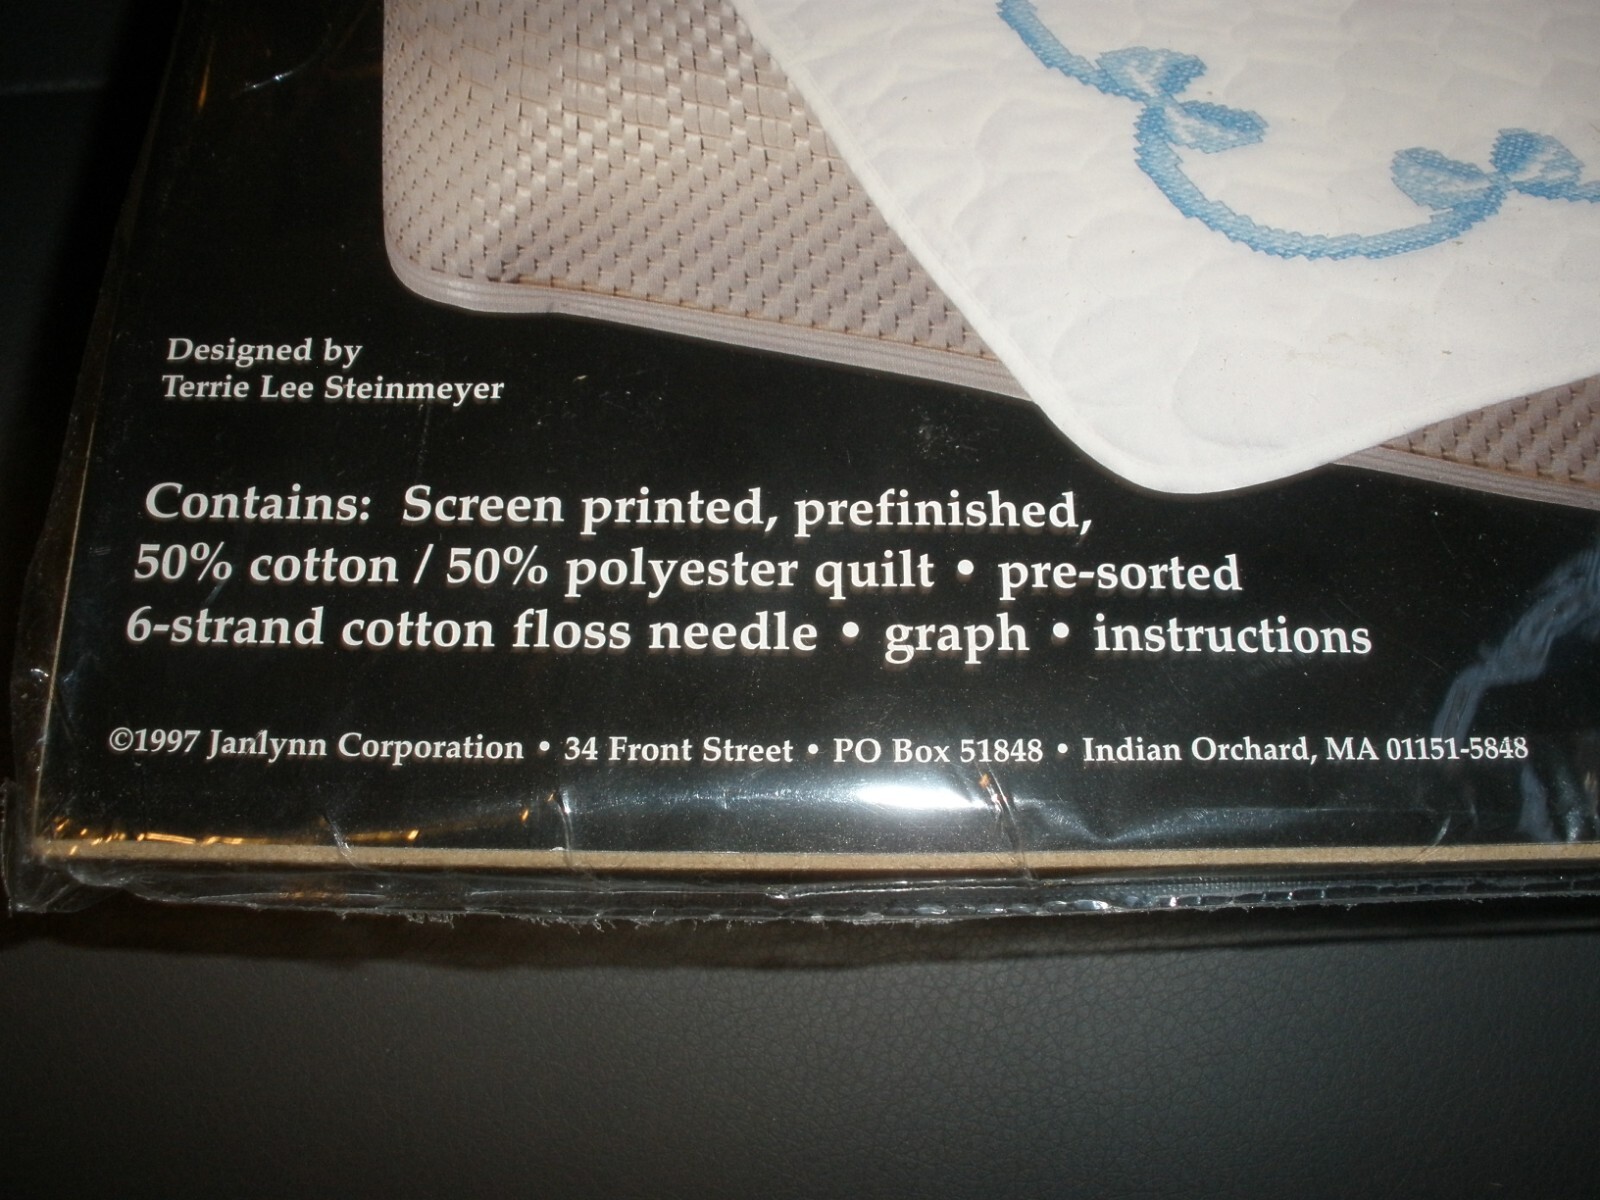 Designed by
Terrie Lee Steinmeyer
Contains: Screen printed, prefinished,
50% cotton / 50% polyester quilt • pre-sorted
6-strand cotton floss needle • graph • instructions
©1997 Janlynn Corporation • 34 Front Street • PO Box 51848 • Indian Orchard, MA 01151-5848